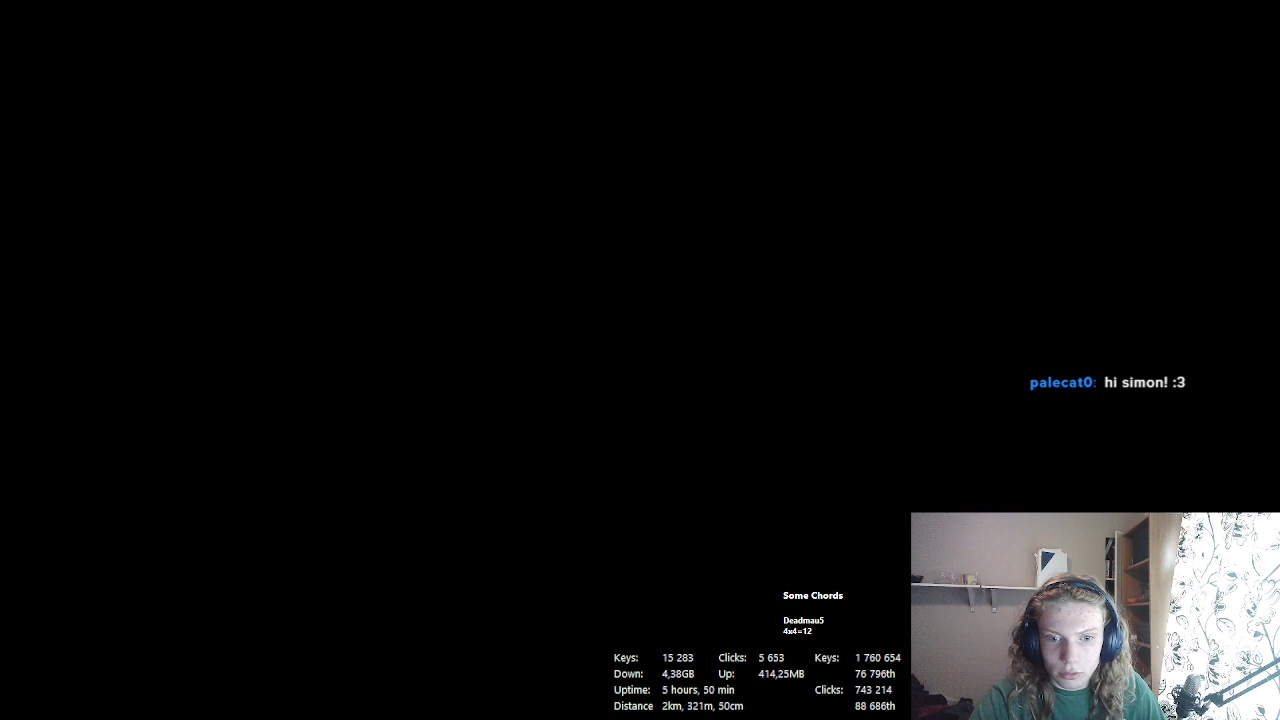 palecat0: hi simon! :3
Some Chords
Deadmau5
4x4=12
Keys: 15 283 Clicks: 5 653 Keys: 1 760 654
Down: 4,38GB Up: 414,25MB 76 796th
Uptime: 5 hours, 50 min Clicks: 743 214
Distance 2km, 321m, 50cm 88 686th